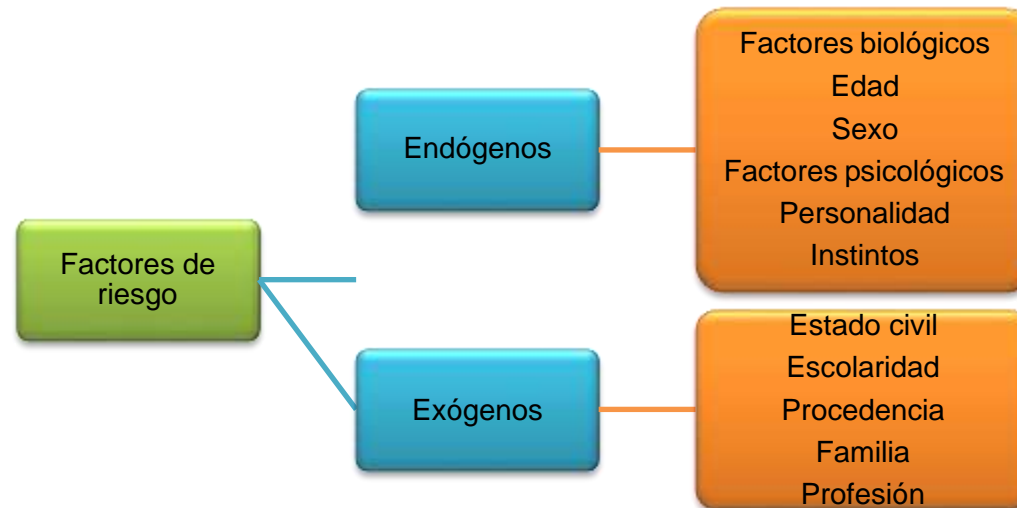 Factores de
riesgo
Endógenos
Factores biológicos
Edad
Sexo
Factores psicológicos
Personalidad
Instintos
Exógenos
Estado civil
Escolaridad
Procedencia
Familia
Profesión